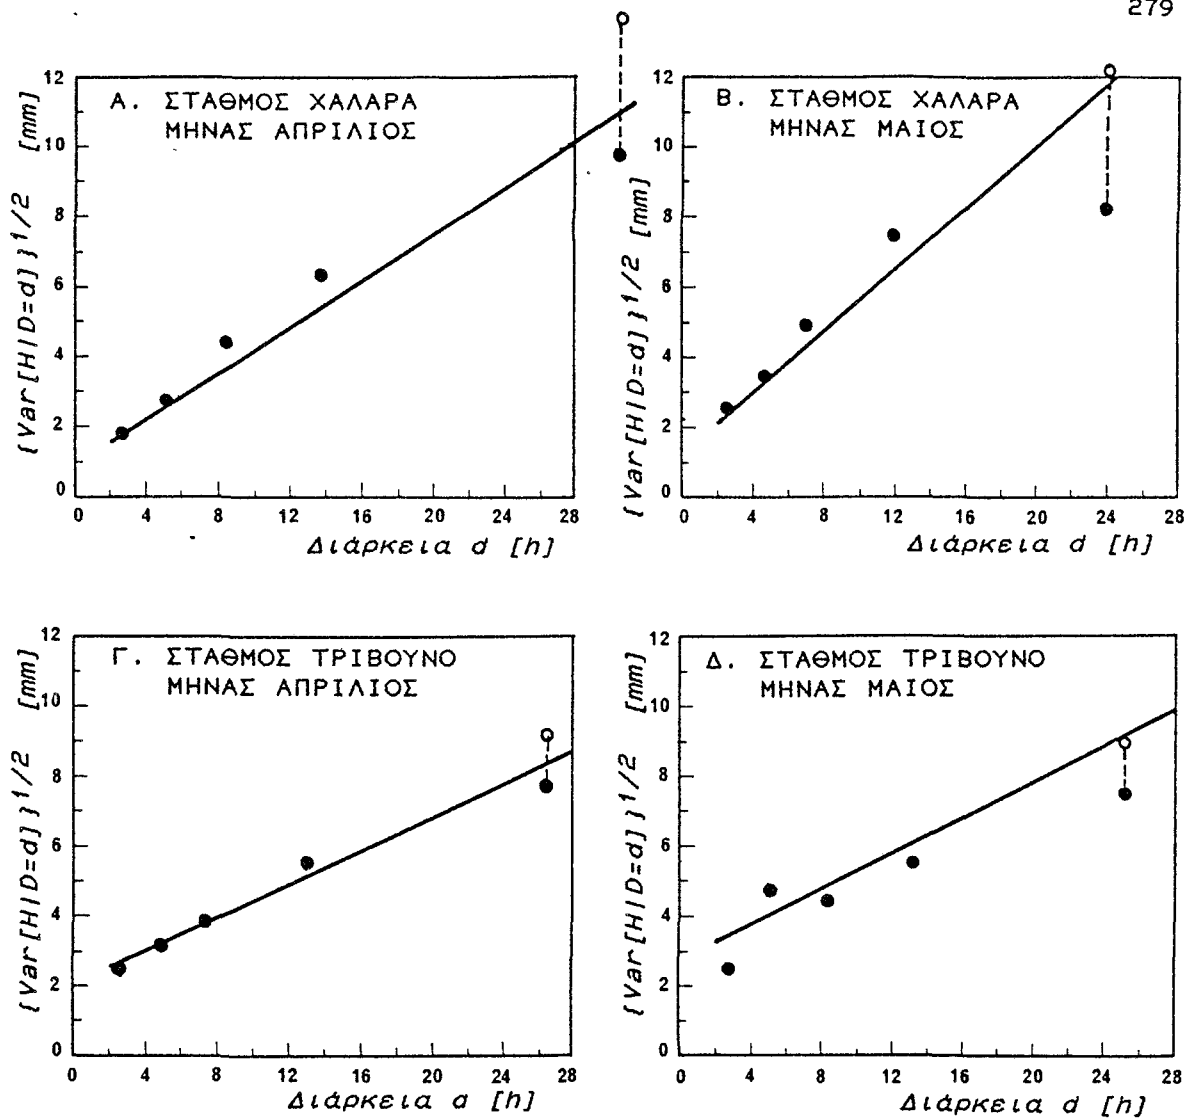 279
Α. ΣΤΑΘΜΟΣ ΧΑΛΑΡΑ
ΜΗΝΑΣ ΑΠΡΙΛΙΟΣ
{Var[H|D=d]}^1/2 [mm]
12
10
8
6
4
2
0
0 4 8 12 16 20 24 28
Διάρκεια d [h]
Β. ΣΤΑΘΜΟΣ ΧΑΛΑΡΑ
ΜΗΝΑΣ ΜΑΙΟΣ
{Var[H|D=d]}^1/2 [mm]
12
10
8
6
4
2
0
0 4 8 12 16 20 24 28
Διάρκεια d [h]
Γ. ΣΤΑΘΜΟΣ ΤΡΙΒΟΥΝΟ
ΜΗΝΑΣ ΑΠΡΙΛΙΟΣ
{Var[H|D=d]}^1/2 [mm]
12
10
8
6
4
2
0
0 4 8 12 16 20 24 28
Διάρκεια d [h]
Δ. ΣΤΑΘΜΟΣ ΤΡΙΒΟΥΝΟ
ΜΗΝΑΣ ΜΑΙΟΣ
{Var[H|D=d]}^1/2 [mm]
12
10
8
6
4
2
0
0 4 8 12 16 20 24 28
Διάρκεια d [h]